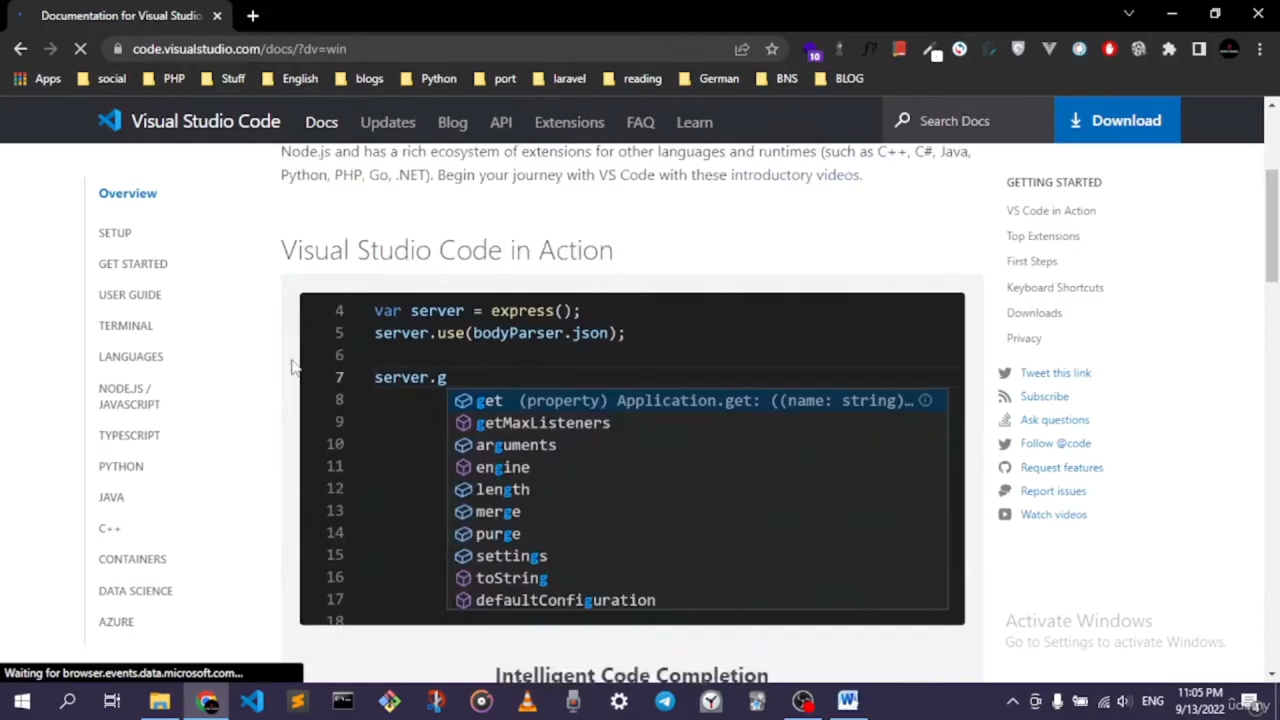 Documentation for Visual Studio
code.visualstudio.com/docs/?dv=win
10
Apps social PHP Stuff English blogs Python port laravel reading German BNS BLOG
Visual Studio Code Docs Updates Blog API Extensions FAQ Learn Search Docs Download
Node.js and has a rich ecosystem of extensions for other languages and runtimes (such as C++, C#, Java,
Python, PHP, Go, .NET). Begin your journey with VS Code with these introductory videos.
Overview
SETUP
GET STARTED
USER GUIDE
TERMINAL
LANGUAGES
NODE.JS /
JAVASCRIPT
TYPESCRIPT
PYTHON
JAVA
C++
CONTAINERS
DATA SCIENCE
AZURE
Visual Studio Code in Action
4 var server = express();
5 server.use(bodyParser.json);
6
7 server.g
8 get (property) Application.get: ((name: string)…
9 getMaxListeners
10 arguments
11 engine
12 length
13 merge
14 purge
15 settings
16 toString
17 defaultConfiguration
18
Intelligent Code Completion
GETTING STARTED
VS Code in Action
Top Extensions
First Steps
Keyboard Shortcuts
Downloads
Privacy
Tweet this link
Subscribe
Ask questions
Follow @code
Request features
Report issues
Watch videos
Activate Windows
Go to Settings to activate Windows.
Waiting for browser.events.data.microsoft.com...
ENG
11:05 PM
9/13/2022
udemy